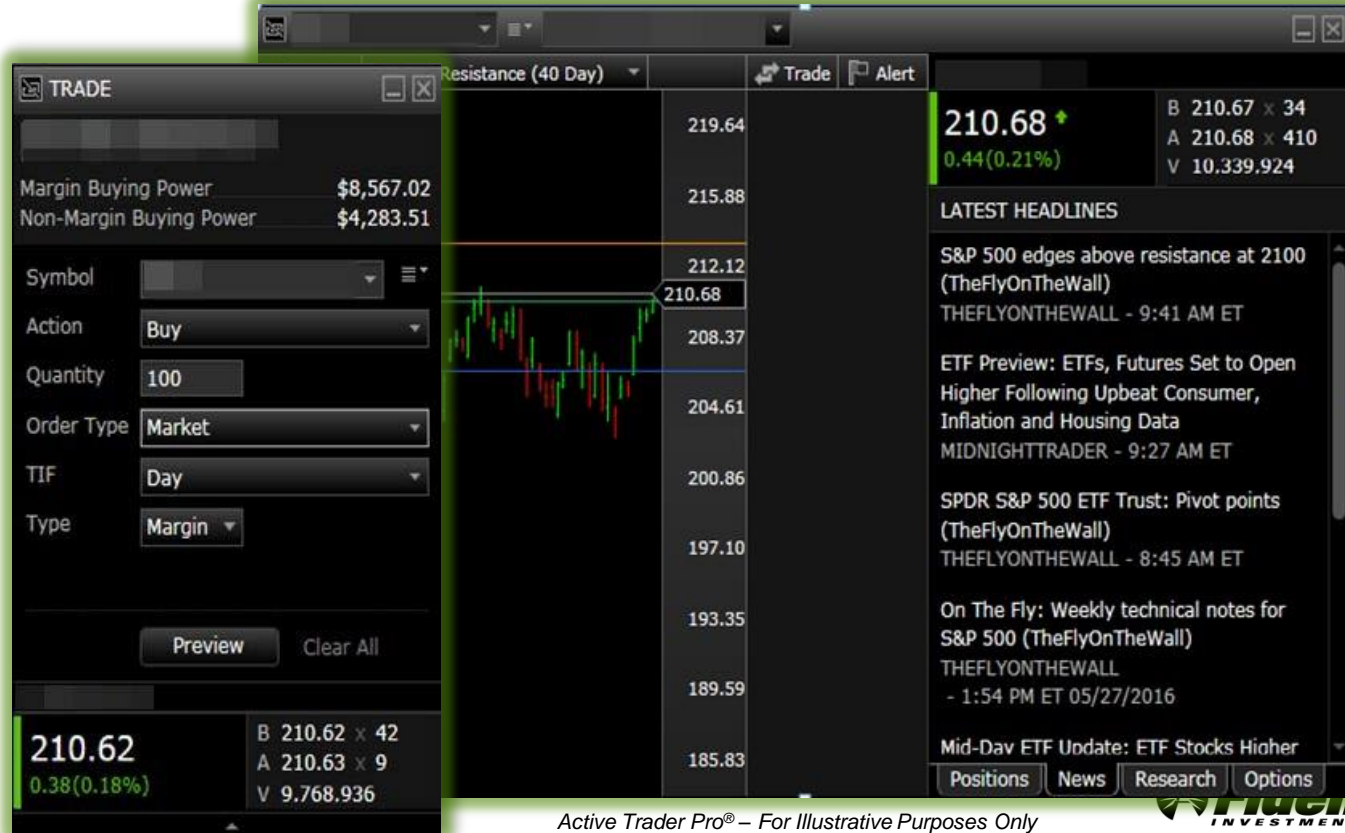 TRADE
Margin Buying Power $8,567.02
Non-Margin Buying Power $4,283.51
Symbol
Action Buy
Quantity 100
Order Type Market
TIF Day
Type Margin
Preview Clear All
210.62
0.38(0.18%)
B 210.62 x 42
A 210.63 x 9
V 9.768.936
Resistance (40 Day)
Trade Alert
219.64
215.88
212.12
210.68
208.37
204.61
200.86
197.10
193.35
189.59
185.83
210.68
0.44(0.21%)
B 210.67 x 34
A 210.68 x 410
V 10.339.924
LATEST HEADLINES
S&P 500 edges above resistance at 2100
(TheFlyOnTheWall)
THEFLYONTHEWALL - 9:41 AM ET
ETF Preview: ETFs, Futures Set to Open
Higher Following Upbeat Consumer,
Inflation and Housing Data
MIDNIGHTTRADER - 9:27 AM ET
SPDR S&P 500 ETF Trust: Pivot points
(TheFlyOnTheWall)
THEFLYONTHEWALL - 8:45 AM ET
On The Fly: Weekly technical notes for
S&P 500 (TheFlyOnTheWall)
THEFLYONTHEWALL
- 1:54 PM ET 05/27/2016
Mid-Day ETF Update: ETF Stocks Higher
Positions News Research Options
Active Trader Pro® – For Illustrative Purposes Only